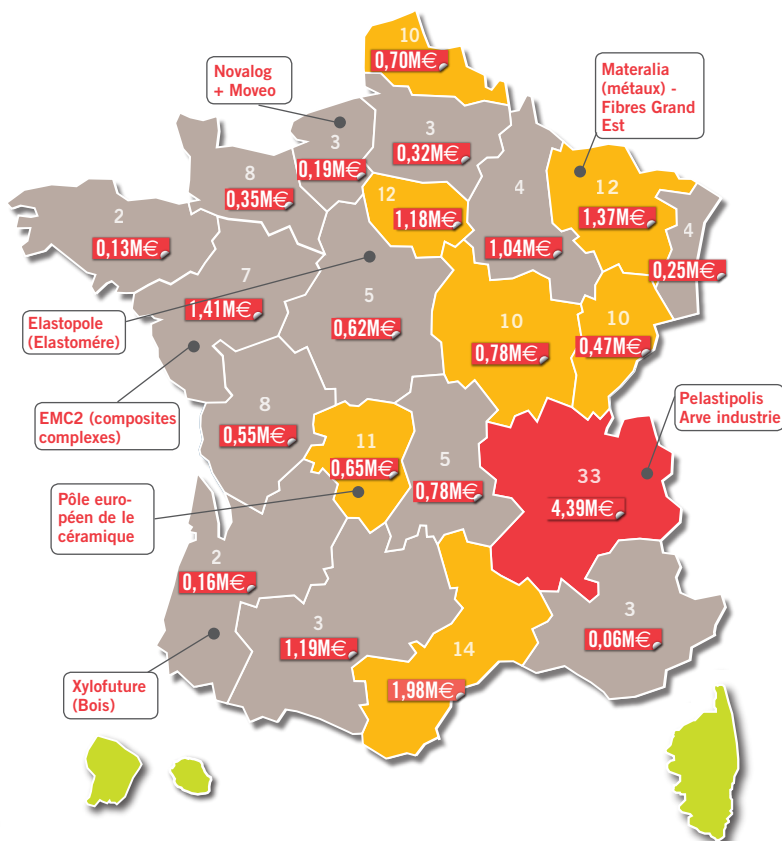 10
0,70M€
Novalog
+ Moveo
Materalia
(métaux) -
Fibres Grand
Est
3
0,19M€
3
0,32M€
8
0,35M€
4
1,04M€
12
1,37M€
12
1,18M€
2
0,13M€
4
0,25M€
7
1,41M€
5
0,62M€
10
0,78M€
10
0,47M€
Elastopole
(Elastomére)
EMC2 (composites
complexes)
8
0,55M€
11
0,65M€
5
0,78M€
Pelastipolis
Arve industrie
33
4,39M€
Pôle euro-
péen de le
céramique
2
0,16M€
3
1,19M€
14
1,98M€
3
0,06M€
Xylofuture
(Bois)